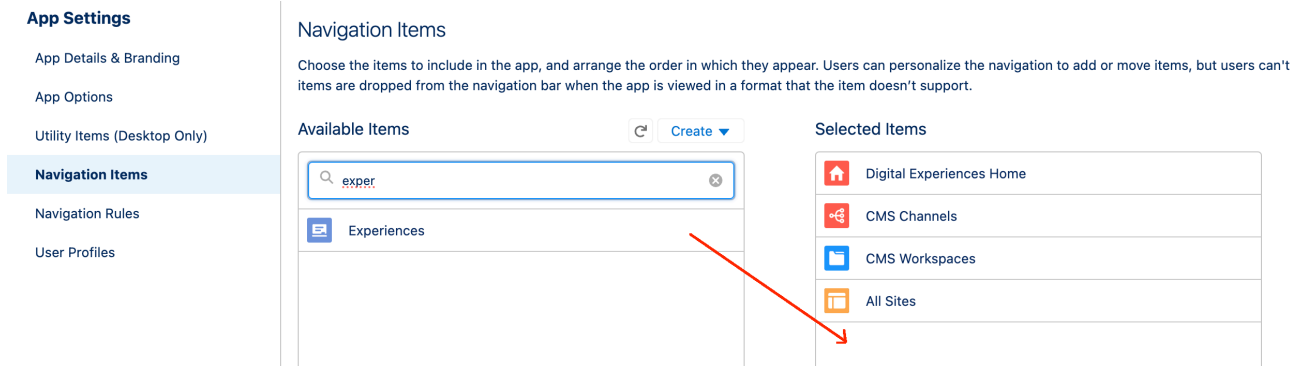 App Settings
App Details & Branding
App Options
Utility Items (Desktop Only)
Navigation Items
Navigation Rules
User Profiles
Navigation Items
Choose the items to include in the app, and arrange the order in which they appear. Users can personalize the navigation to add or move items, but users can't
items are dropped from the navigation bar when the app is viewed in a format that the item doesn't support.
Available Items
Create
exper
Experiences
Selected Items
Digital Experiences Home
CMS Channels
CMS Workspaces
All Sites